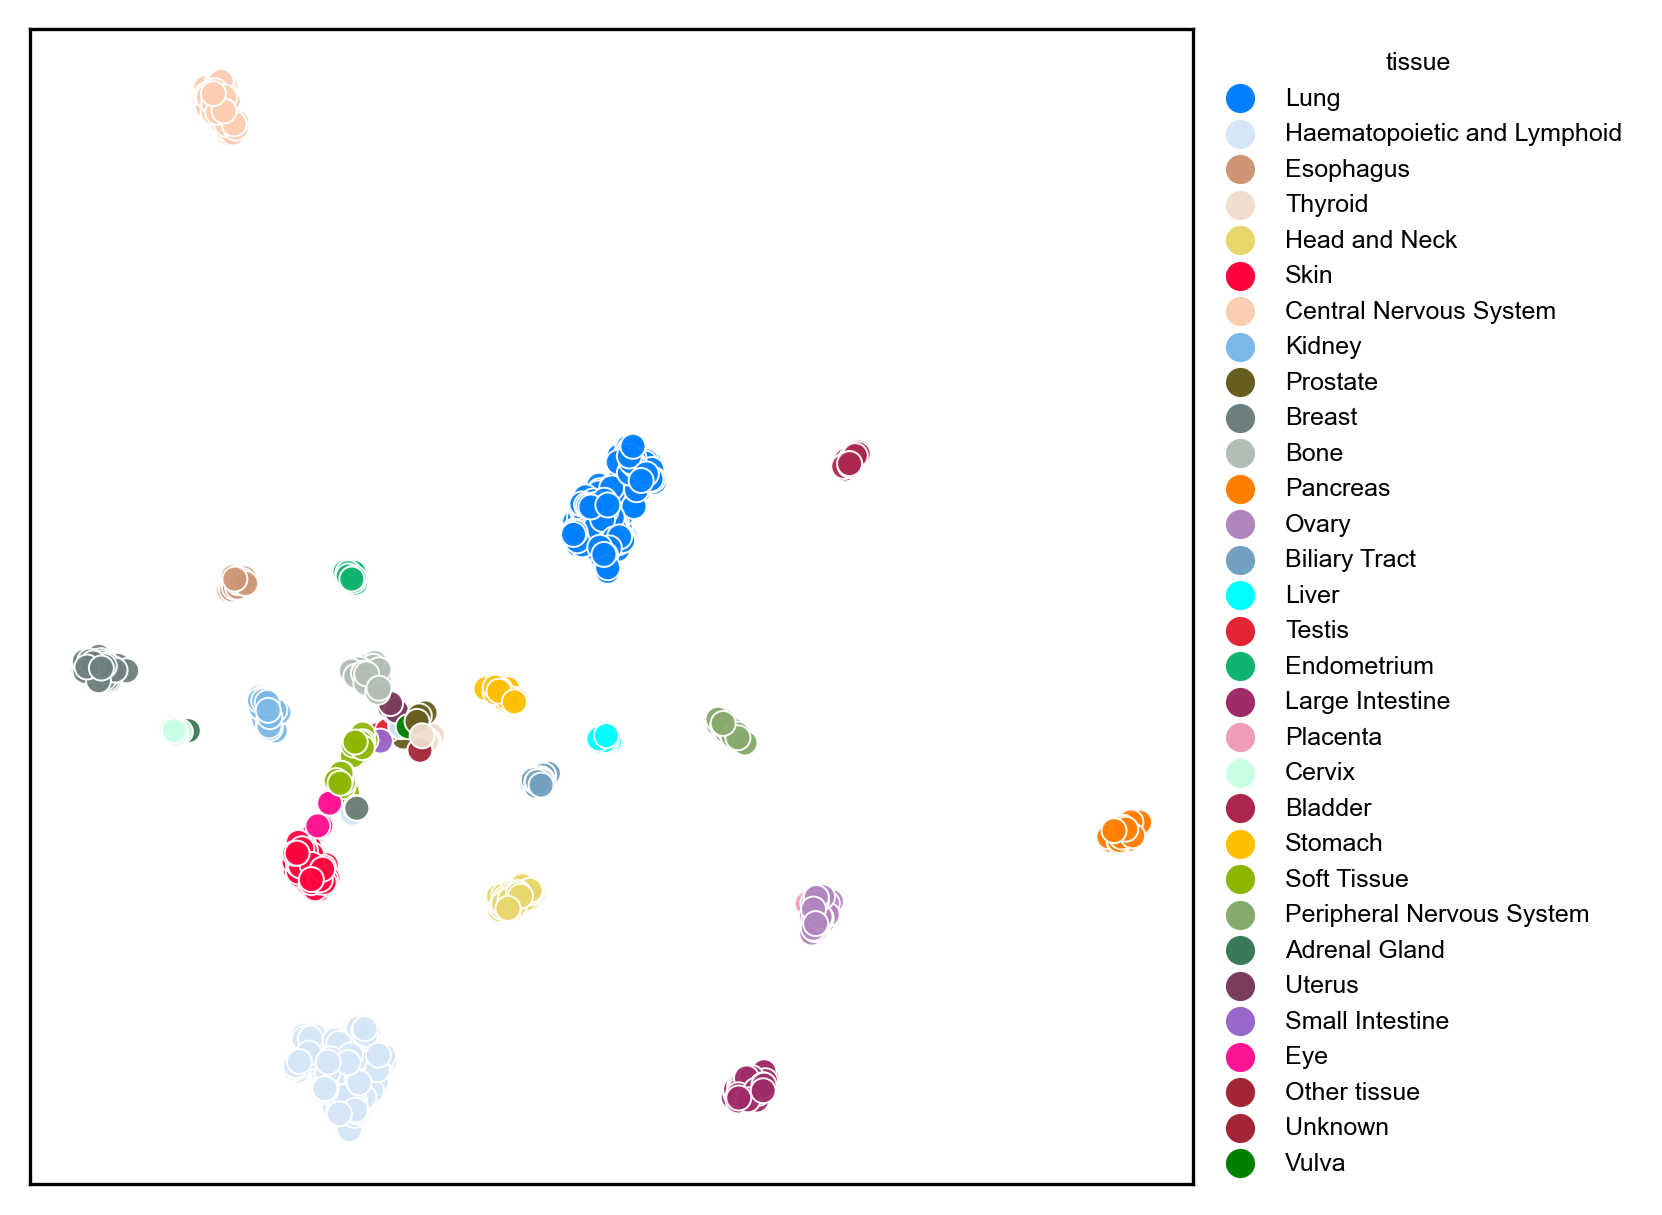 tissue
Lung
Haematopoietic and Lymphoid
Esophagus
Thyroid
Head and Neck
Skin
Central Nervous System
Kidney
Prostate
Breast
Bone
Pancreas
Ovary
Biliary Tract
Liver
Testis
Endometrium
Large Intestine
Placenta
Cervix
Bladder
Stomach
Soft Tissue
Peripheral Nervous System
Adrenal Gland
Uterus
Small Intestine
Eye
Other tissue
Unknown
Vulva